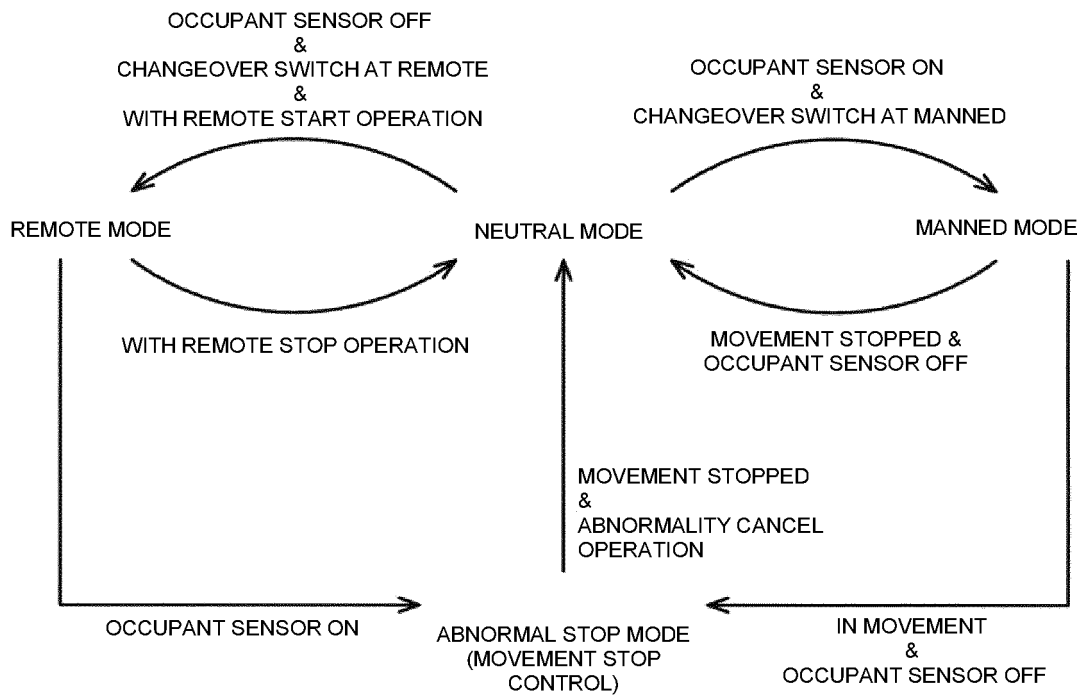 OCCUPANT SENSOR OFF
&
CHANGEOVER SWITCH AT REMOTE
&
WITH REMOTE START OPERATION
OCCUPANT SENSOR ON
&
CHANGEOVER SWITCH AT MANNED
REMOTE MODE
NEUTRAL MODE
MANNED MODE
WITH REMOTE STOP OPERATION
MOVEMENT STOPPED &
OCCUPANT SENSOR OFF
MOVEMENT STOPPED
&
ABNORMALITY CANCEL
OPERATION
OCCUPANT SENSOR ON
ABNORMAL STOP MODE
(MOVEMENT STOP
CONTROL)
IN MOVEMENT
&
OCCUPANT SENSOR OFF